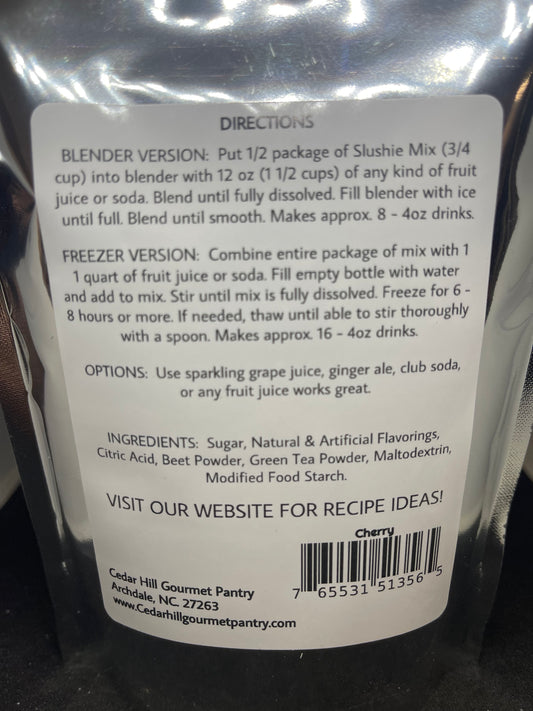 DIRECTIONS
BLENDER VERSION: Put 1/2 package of Slushie Mix (3/4
cup) into blender with 12 oz (1 1/2 cups) of any kind of fruit
juice or soda. Blend until fully dissolved. Fill blender with ice
until full. Blend until smooth. Makes approx. 8 - 4oz drinks.
FREEZER VERSION: Combine entire package of mix with 1
1 quart of fruit juice or soda. Fill empty bottle with water
and add to mix. Stir until mix is fully dissolved. Freeze for 6 -
8 hours or more. If needed, thaw until able to stir thoroughly
with a spoon. Makes approx. 16 - 4oz drinks.
OPTIONS: Use sparkling grape juice, ginger ale, club soda,
or any fruit juice works great.
INGREDIENTS: Sugar, Natural & Artificial Flavorings,
Citric Acid, Beet Powder, Green Tea Powder, Maltodextrin,
Modified Food Starch.
VISIT OUR WEBSITE FOR RECIPE IDEAS!
Cherry
7 65531 51356 5
Cedar Hill Gourmet Pantry
Archdale, NC. 27263
www.Cedarhillgourmetpantry.com